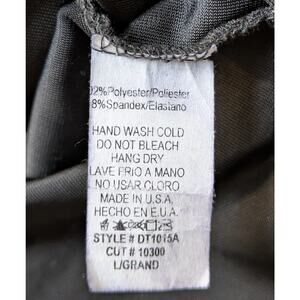 92%Polyester/Poliester
8%Spandex/Elastano
HAND WASH COLD
DO NOT BLEACH
HANG DRY
LAVE FRIO A MANO
NO USAR CLORO
MADE IN U.S.A.
HECHO EN E.U.A.
STYLE # DT1015A
CUT # 10300
L/GRAND